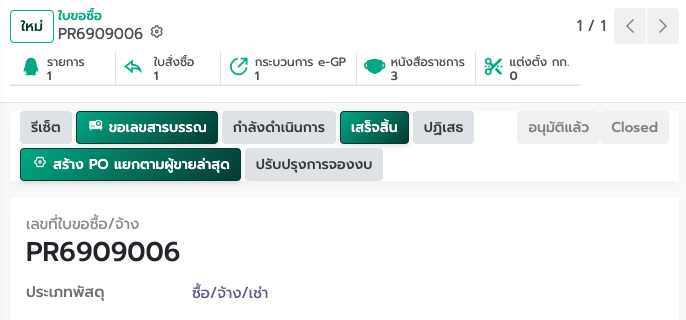 ใหม่
ใบขอซื้อ
PR6909006
1 / 1
รายการ
1
ใบสั่งซื้อ
1
กระบวนการ e-GP
1
หนังสือราชการ
3
แต่งตั้ง กก.
0
รีเซ็ต ขอเลขสารบรรณ กำลังดำเนินการ เสร็จสิ้น ปฏิเสธ อนุมัติแล้ว Closed
สร้าง PO แยกตามผู้ขายล่าสุด ปรับปรุงการจองงบ
เลขที่ใบขอซื้อ/จ้าง
PR6909006
ประเภทพัสดุ ซื้อ/จ้าง/เช่า